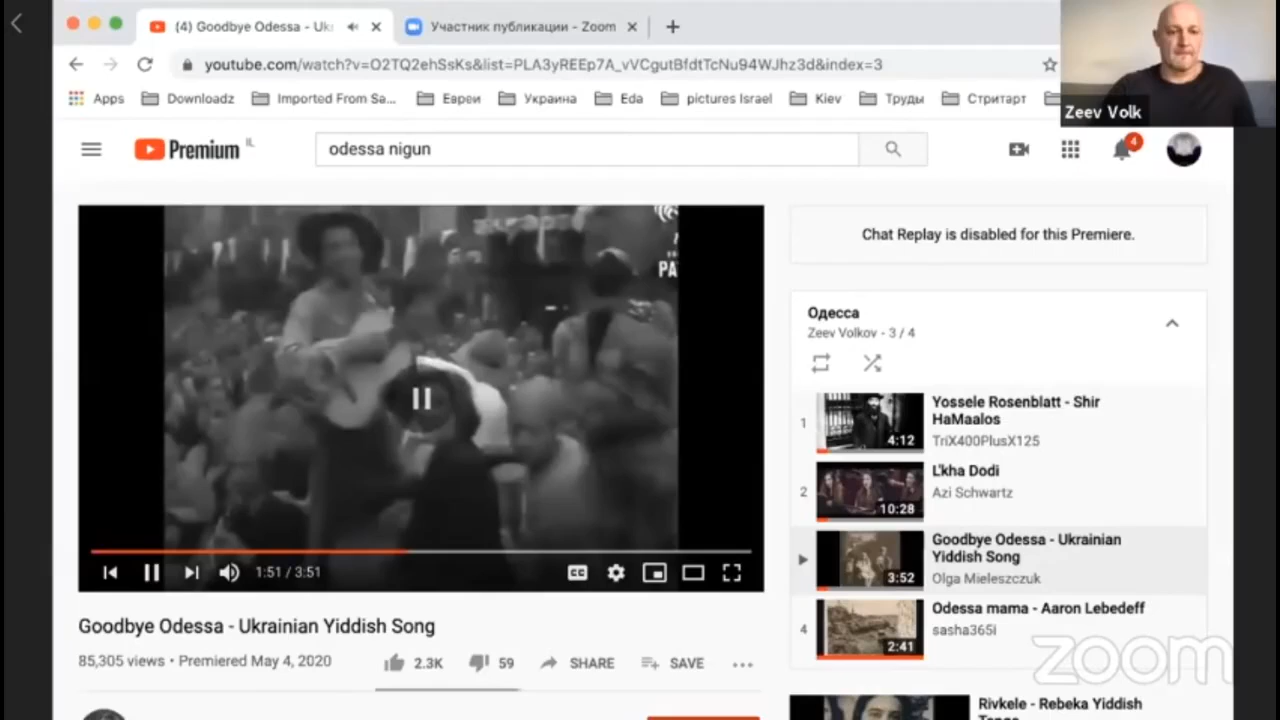 (4) Goodbye Odessa - Ukr
Участник публикации - Zoom
youtube.com/watch?v=O2TQ2ehSsKs&list=PLA3yREEp7A_vVCgutBfdtTcNu94WJhz3d&index=3
Apps
Downloadz
Imported From Sa...
Евреи
Украина
Eda
pictures Israel
Kiev
Труды
Стритарт
Zeev Volk
Premium IL
odessa nigun
4
PA
Chat Replay is disabled for this Premiere.
Одесса
Zeev Volkov - 3 / 4
1
4:12
Yossele Rosenblatt - Shir
HaMaalos
TriX400PlusX125
2
10:28
L'kha Dodi
Azi Schwartz
3:52
Goodbye Odessa - Ukrainian
Yiddish Song
Olga Mieleszczuk
4
2:41
Odessa mama - Aaron Lebedeff
sasha365i
1:51 / 3:51
CC
Goodbye Odessa - Ukrainian Yiddish Song
85,305 views • Premiered May 4, 2020
2.3K
59
SHARE
SAVE
zoom
Rivkele - Rebeka Yiddish